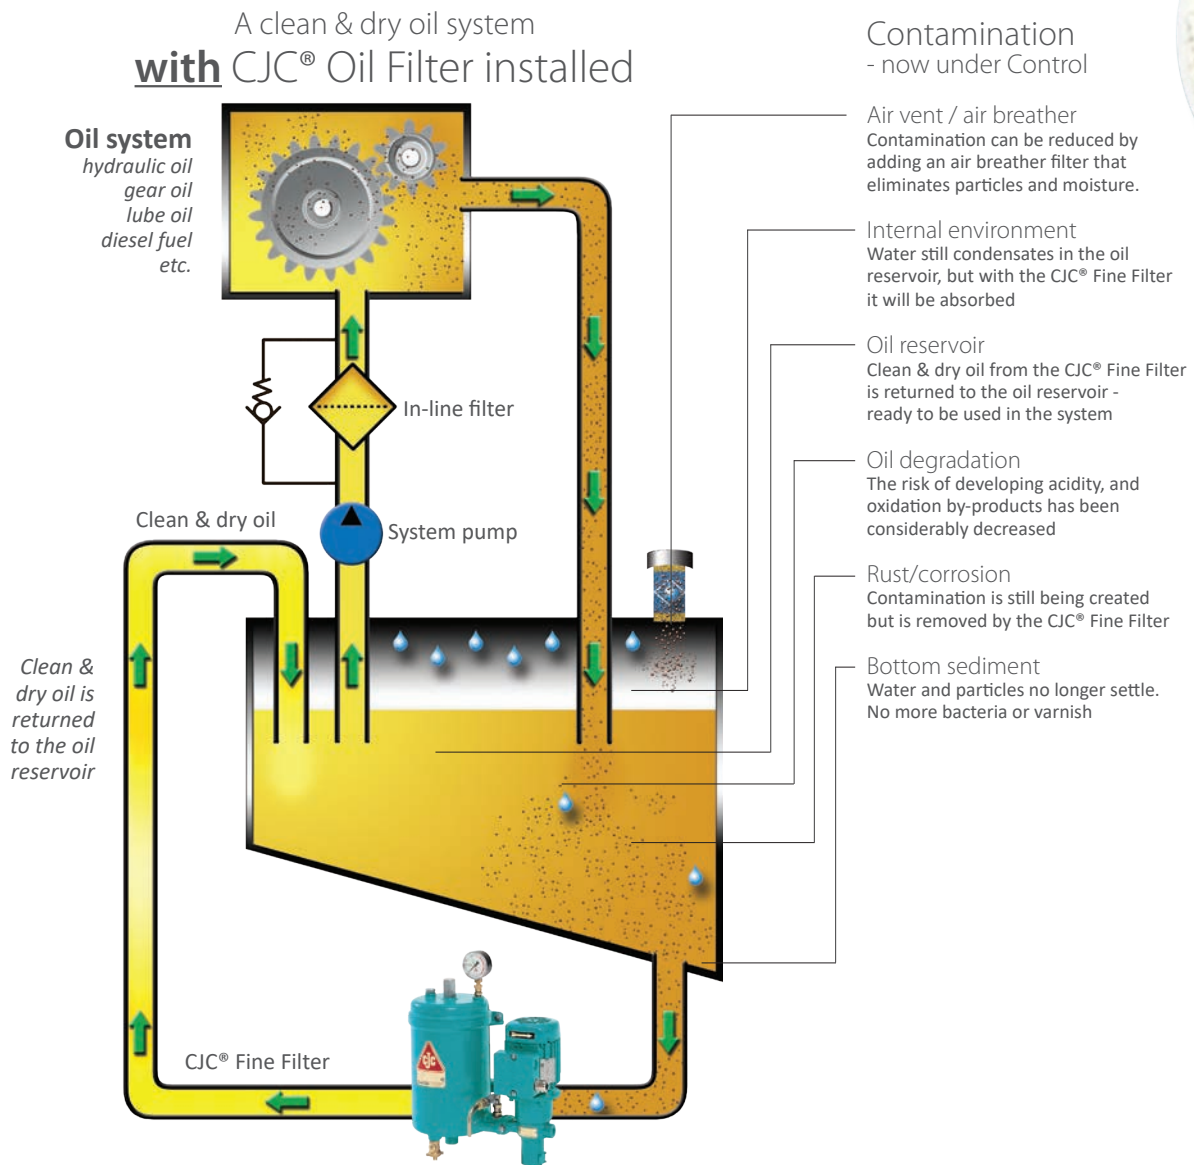 A clean & dry oil system
with CJC® Oil Filter installed
Oil system
hydraulic oil
gear oil
lube oil
diesel fuel
etc.
In-line filter
Clean & dry oil
System pump
Clean &
dry oil is
returned
to the oil
reservoir
CJC® Fine Filter
cjc
Contamination
- now under Control
Air vent / air breather
Contamination can be reduced by
adding an air breather filter that
eliminates particles and moisture.
Internal environment
Water still condensates in the oil
reservoir, but with the CJC® Fine Filter
it will be absorbed
Oil reservoir
Clean & dry oil from the CJC® Fine Filter
is returned to the oil reservoir -
ready to be used in the system
Oil degradation
The risk of developing acidity, and
oxidation by-products has been
considerably decreased
Rust/corrosion
Contamination is still being created
but is removed by the CJC® Fine Filter
Bottom sediment
Water and particles no longer settle.
No more bacteria or varnish